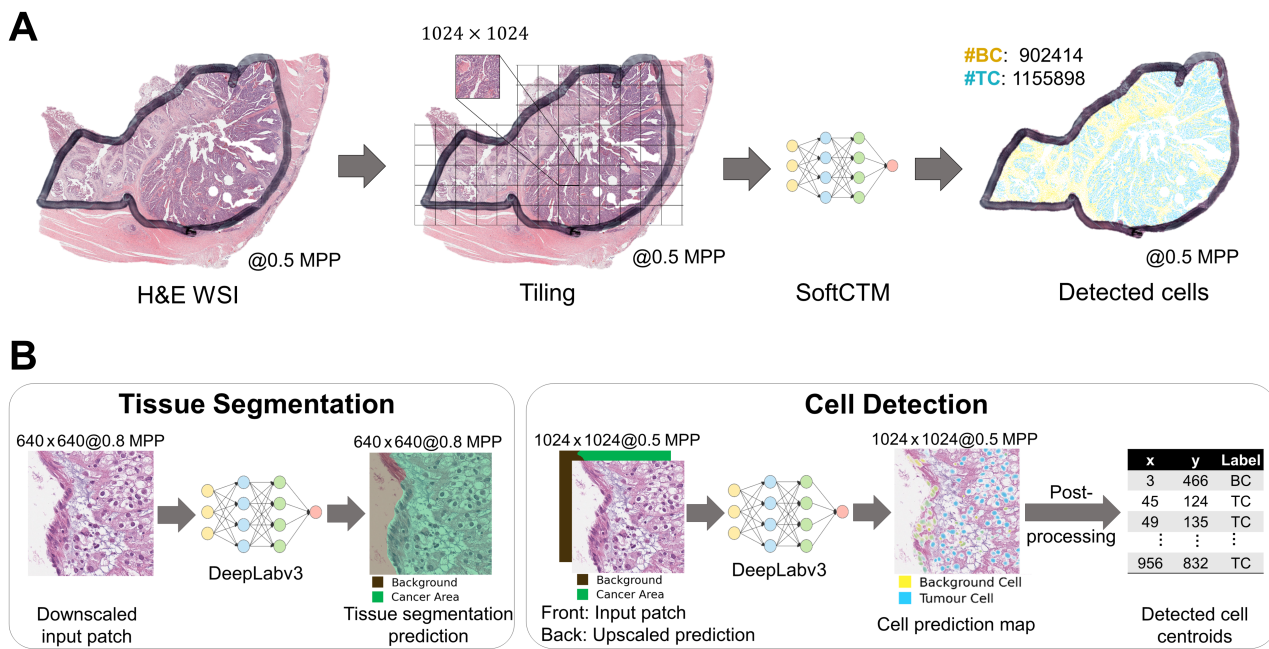 A
1024 × 1024
#BC: 902414
#TC: 1155898
@0.5 MPP
@0.5 MPP
@0.5 MPP
H&E WSI
Tiling
SoftCTM
Detected cells
B
Tissue Segmentation
640 x 640@0.8 MPP
640 x 640@0.8 MPP
DeepLabv3
Background
Cancer Area
Downscaled
input patch
Tissue segmentation
prediction
Cell Detection
1024 x 1024@0.5 MPP
1024 x 1024@0.5 MPP
Background
Cancer Area
Front: Input patch
Back: Upscaled prediction
DeepLabv3
Background Cell
Tumour Cell
Cell prediction map
Post-
processing
x y Label
3 466 BC
45 124 TC
49 135 TC
⋮ ⋮ ⋮
956 832 TC
Detected cell
centroids